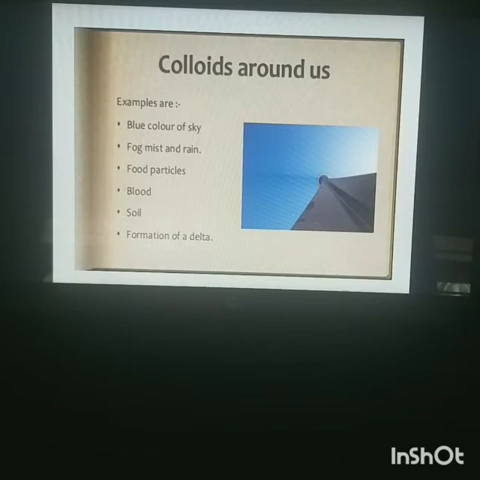 Colloids around us
Examples are :-
• Blue colour of sky
• Fog mist and rain.
• Food particles
• Blood
• Soil
• Formation of a delta.
InShOt